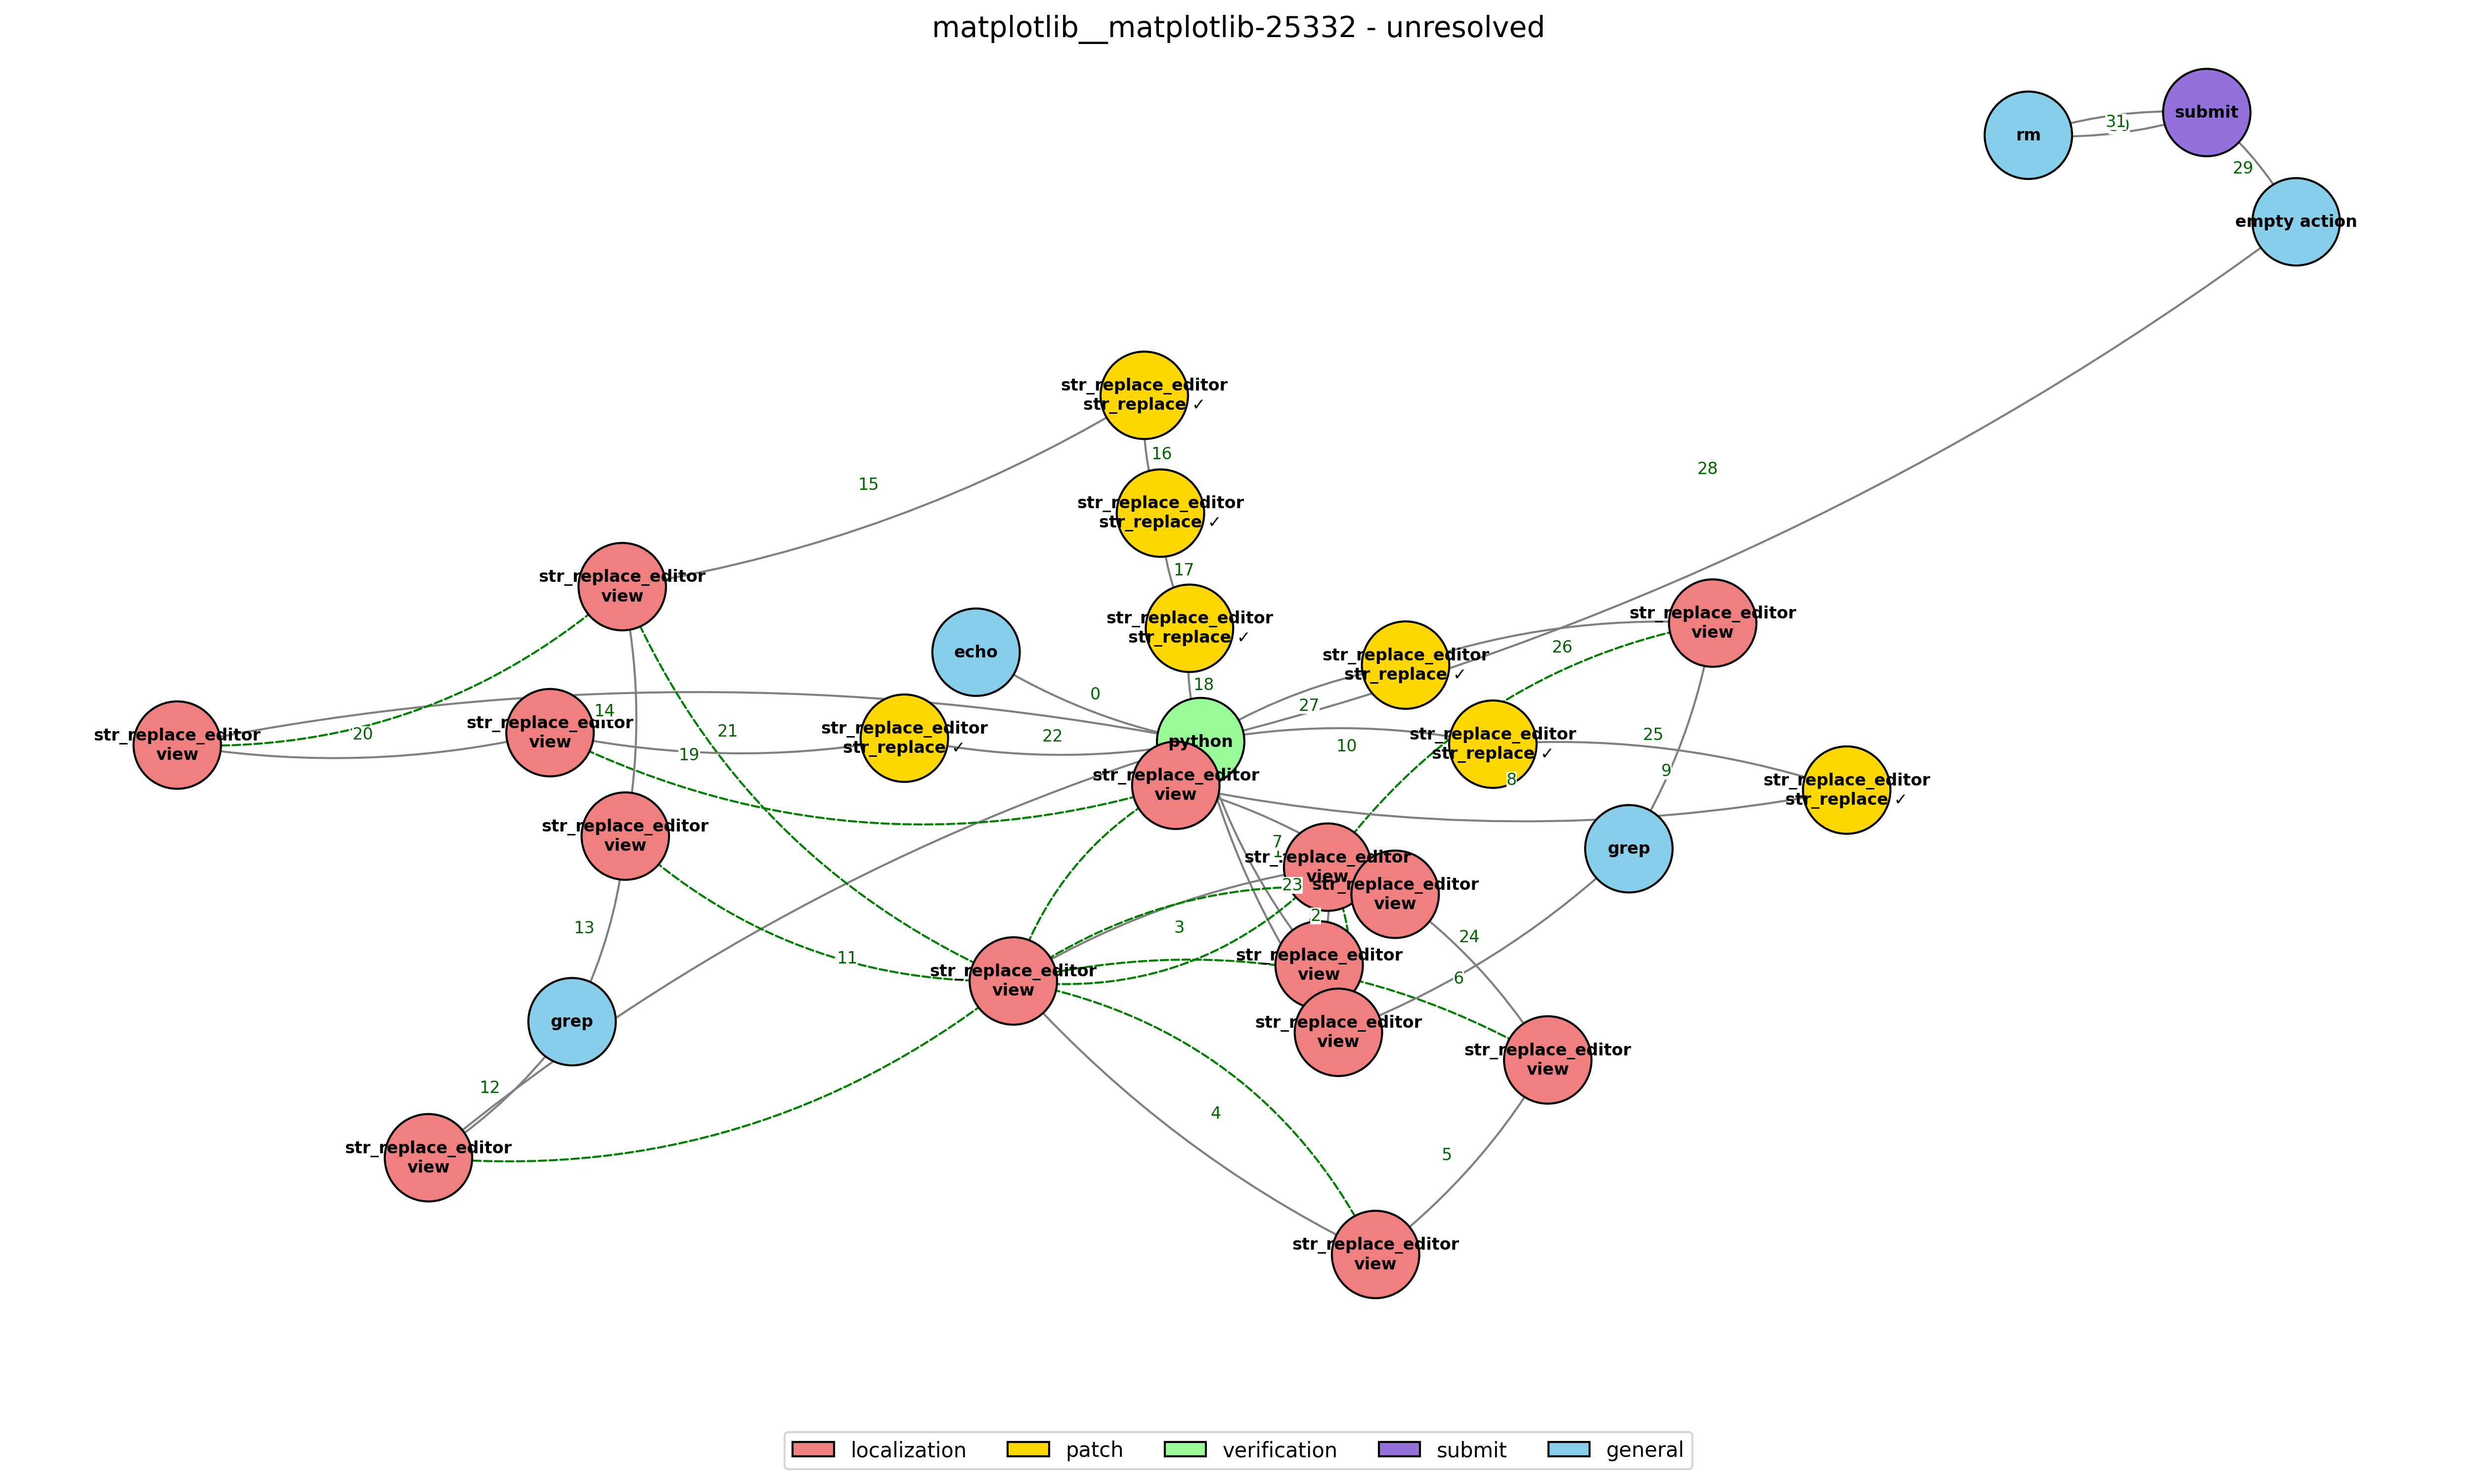 matplotlib__matplotlib-25332 - unresolved
submit
31
rm
29
empty action
str_replace_editor
str_replace ✓
16
28
15
str_replace_editor
str_replace ✓
17
str_replace_editor
view
str_replace_editor
str_replace ✓
str_replace_editor
view
echo
26
str_replace_editor
str_replace ✓
18
0
27
14
str_replace_editor
view
20
str_replace_editor
view
21
19
str_replace_editor
str_replace ✓
22
python
10
str_replace_editor
str_replace ✓
25
8
9
str_replace_editor
view
str_replace_editor
str_replace ✓
str_replace_editor
view
7
grep
str_replace_editor
view
23
str_replace_editor
view
2
13
3
24
11
str_replace_editor
view
str_replace_editor
view
6
grep
str_replace_editor
view
str_replace_editor
view
12
4
str_replace_editor
view
5
str_replace_editor
view
localization
patch
verification
submit
general